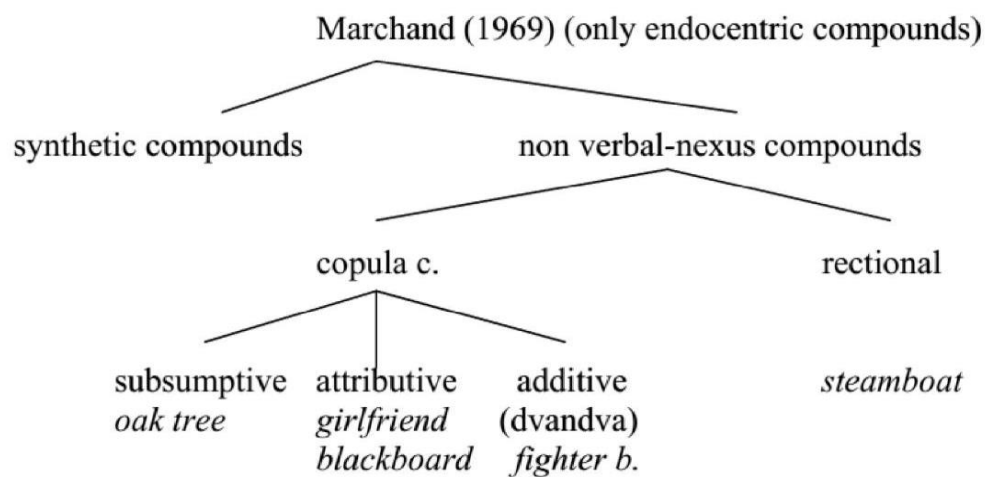 Marchand (1969) (only endocentric compounds)
synthetic compounds non verbal-nexus compounds
copula c. rectional
subsumptive attributive additive steamboat
oak tree girlfriend (dvandva)
blackboard fighter b.